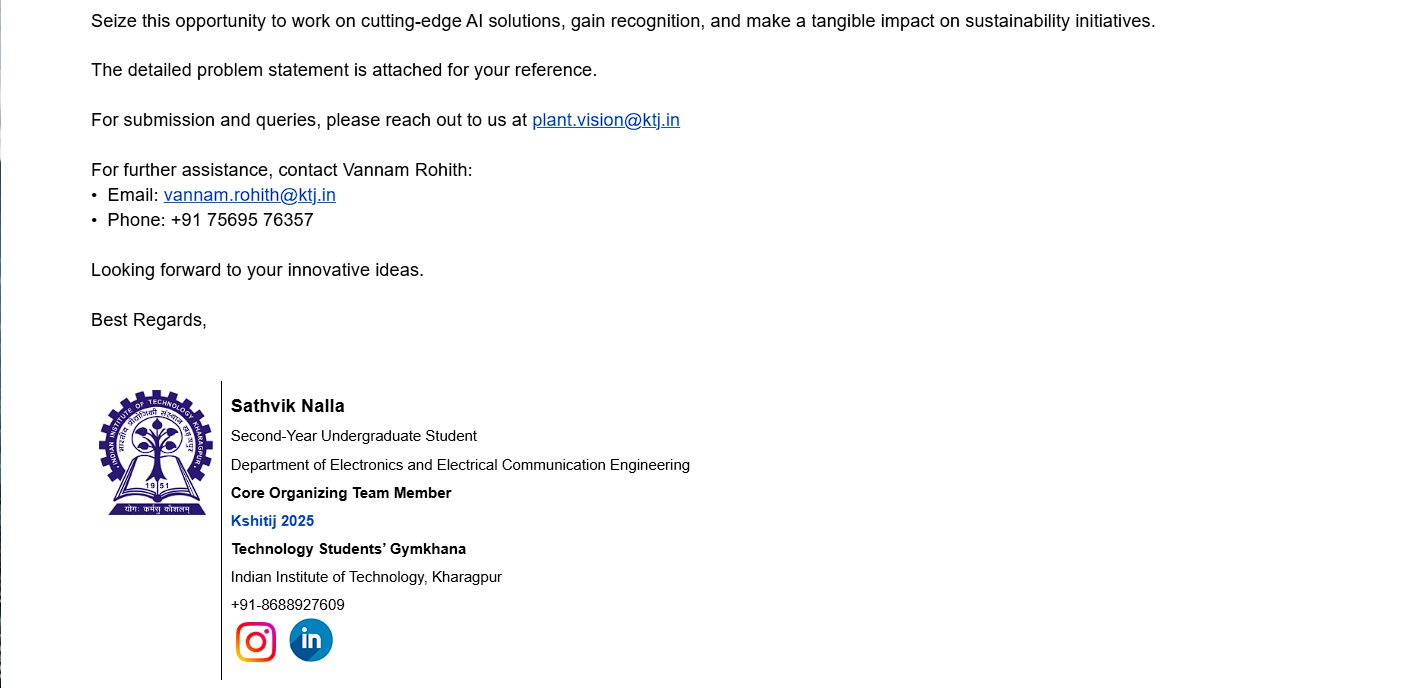 Seize this opportunity to work on cutting-edge AI solutions, gain recognition, and make a tangible impact on sustainability initiatives.
The detailed problem statement is attached for your reference.
For submission and queries, please reach out to us at plant.vision@ktj.in
For further assistance, contact Vannam Rohith:
• Email: vannam.rohith@ktj.in
• Phone: +91 75695 76357
Looking forward to your innovative ideas.
Best Regards,
INDIAN INSTITUTE OF TECHNOLOGY KHARAGPUR
भारतीय प्रौद्योगिकी संस्थान खड़गपुर
1951
योगः कर्मसु कौशलम्
Sathvik Nalla
Second-Year Undergraduate Student
Department of Electronics and Electrical Communication Engineering
Core Organizing Team Member
Kshitij 2025
Technology Students’ Gymkhana
Indian Institute of Technology, Kharagpur
+91-8688927609
in